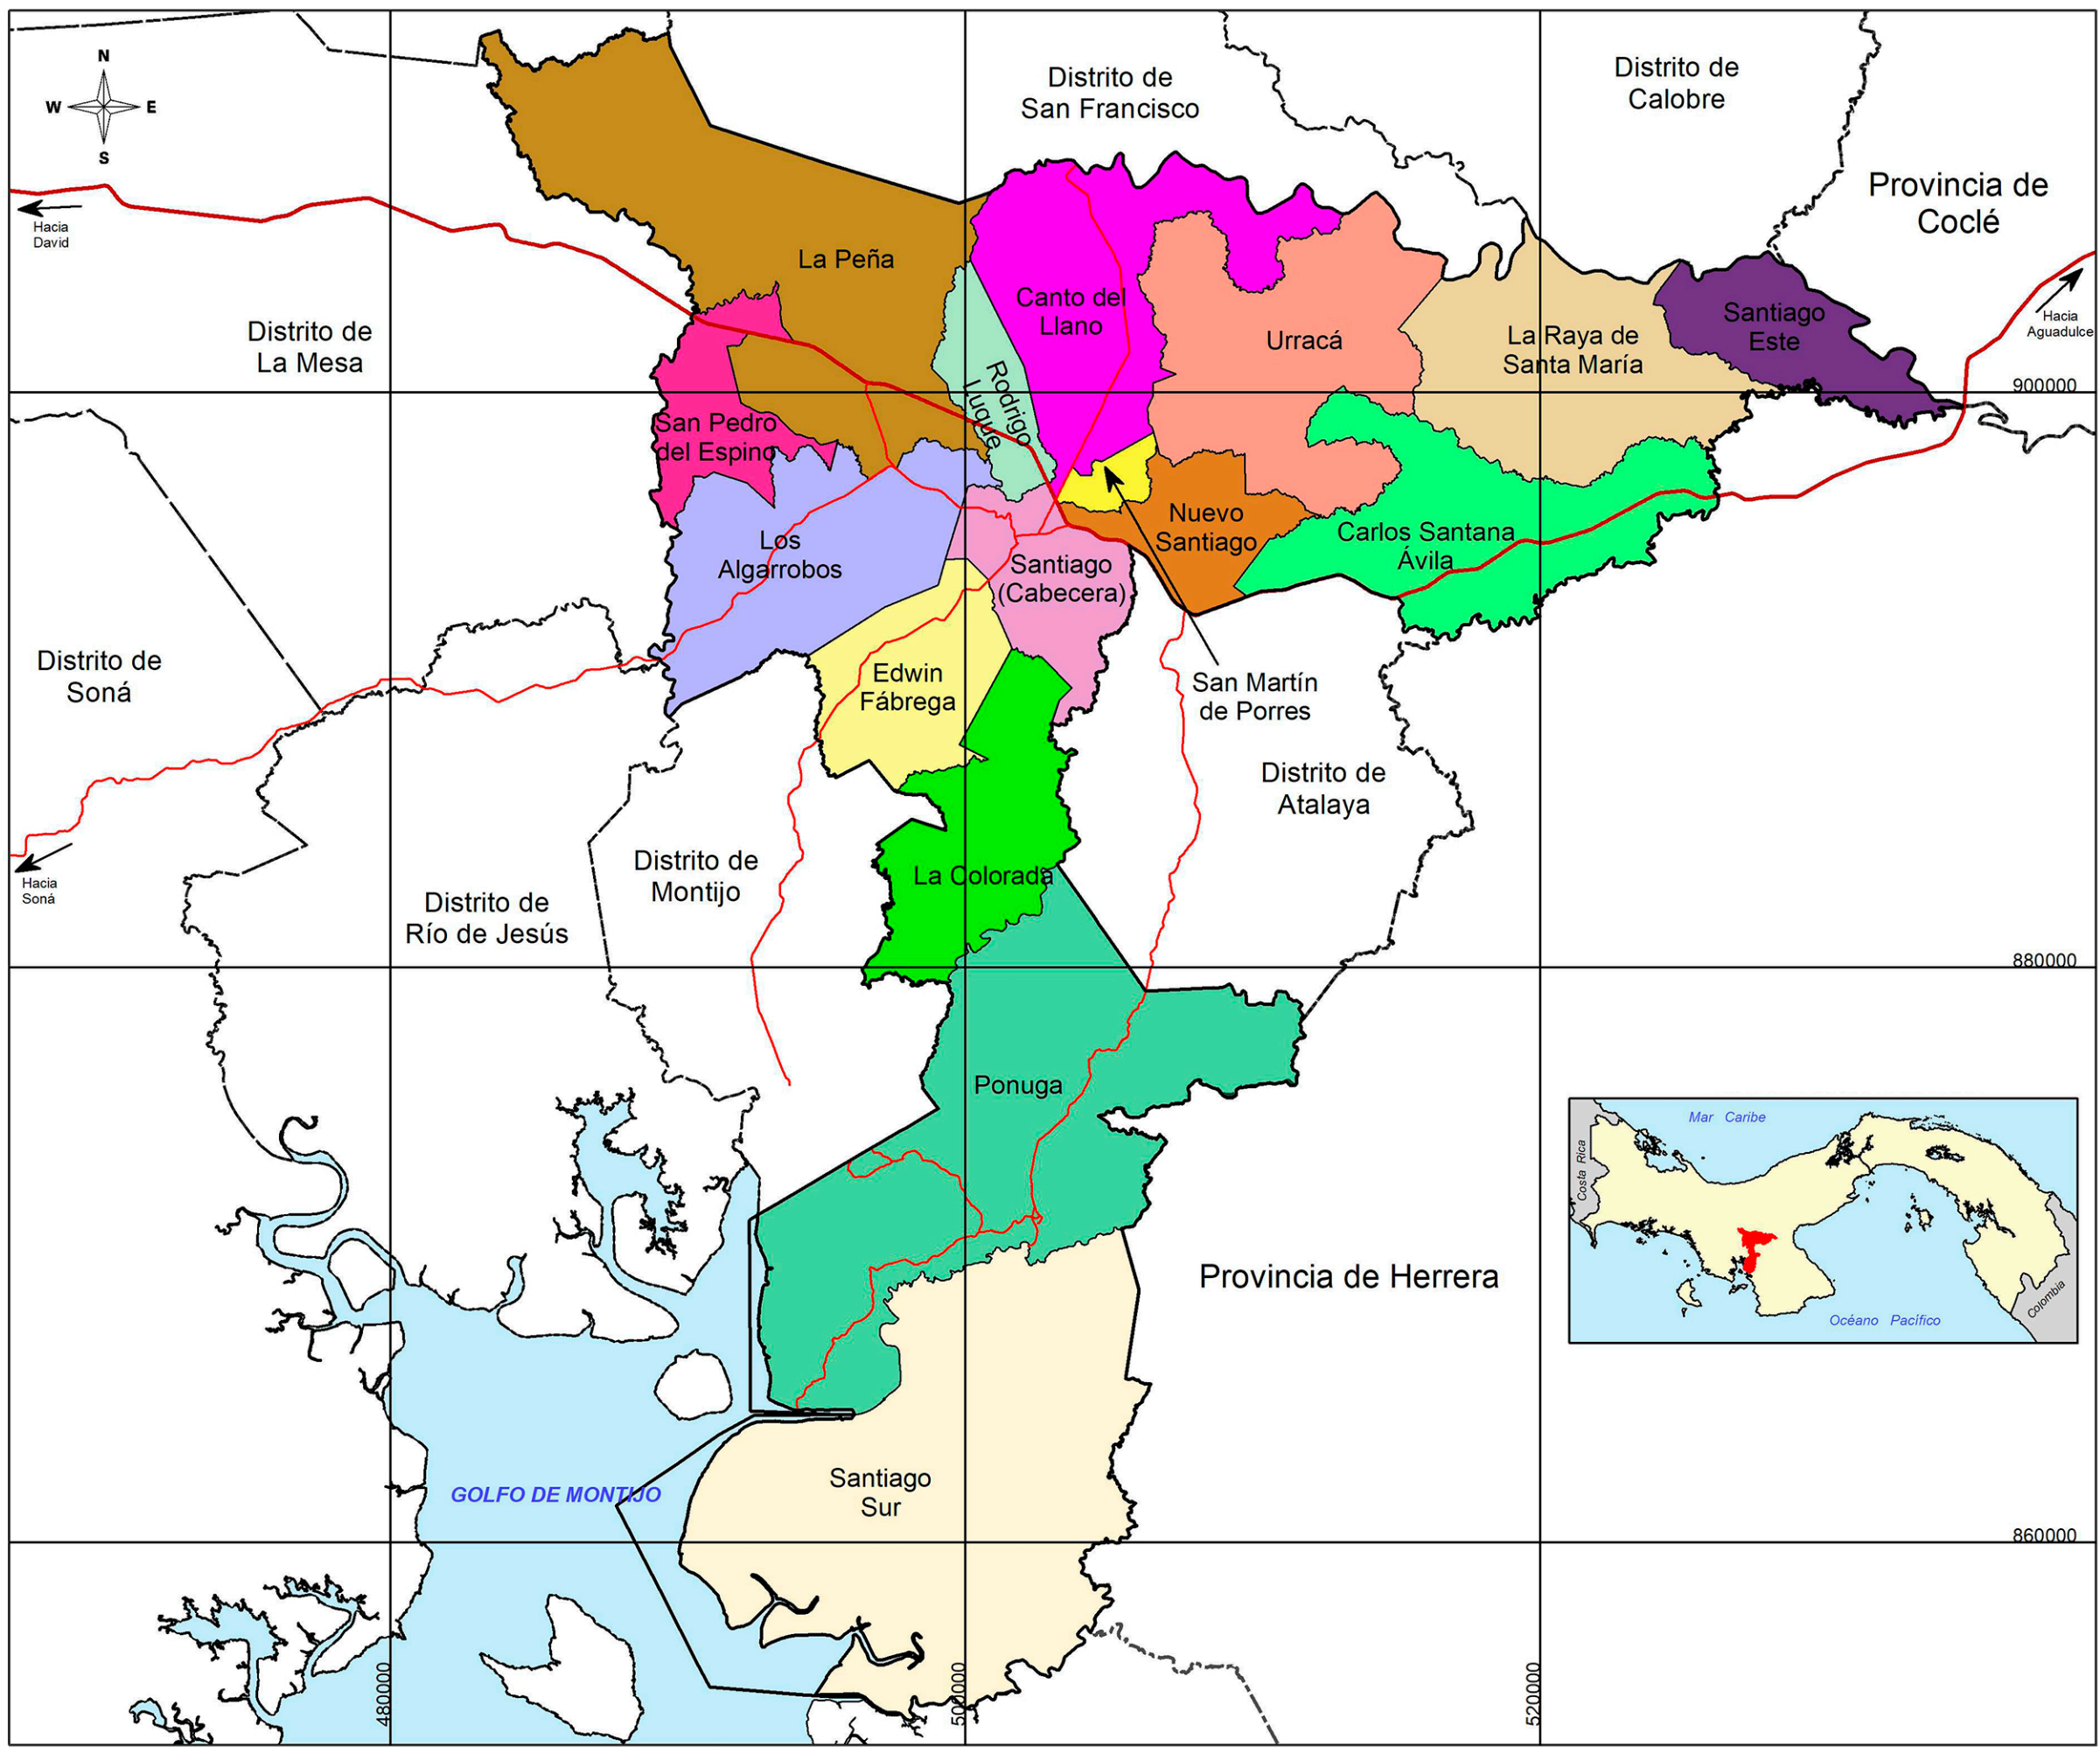 N
W
E
S
Hacia
David
Distrito de
San Francisco
Distrito de
Calobre
Provincia de
Coclé
Hacia
Aguadulce
La Peña
Canto del
Llano
Urracá
La Raya de
Santa María
Santiago
Este
Distrito de
La Mesa
Rodrigo
Luque
900000
San Pedro
del Espino
Los
Algarrobos
Nuevo
Santiago
Carlos Santana
Ávila
Santiago
(Cabecera)
Distrito de
Soná
Edwin
Fábrega
San Martín
de Porres
Distrito de
Atalaya
Hacia
Soná
Distrito de
Montijo
Distrito de
Río de Jesús
La Colorada
880000
Ponuga
Mar Caribe
Costa Rica
Colombia
Océano Pacífico
Provincia de Herrera
GOLFO DE MONTIJO
Santiago
Sur
860000
480000
500000
520000